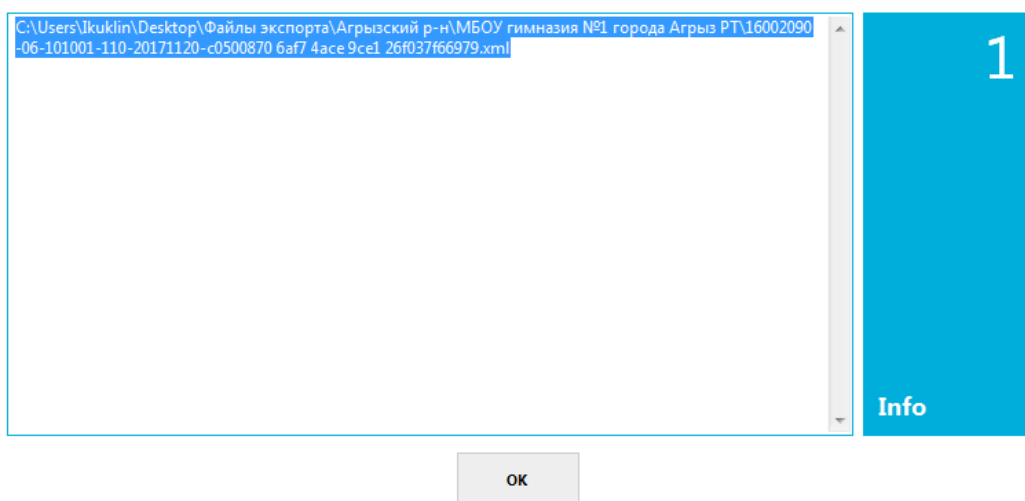 C:\Users\Ikuklin\Desktop\Файлы экспорта\Агрызский р-н\МБОУ гимназия №1 города Агрыз РТ\16002090
-06-101001-110-20171120-c0500870 6af7 4ace 9ce1 26f037f66979.xml
1
Info
OK